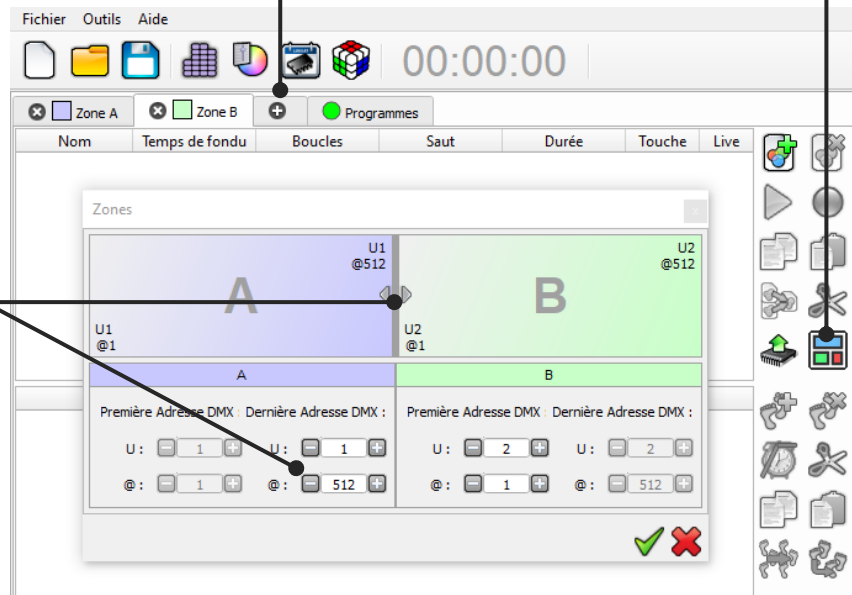 Fichier Outils Aide
00:00:00
Zone A Zone B Programmes
Nom Temps de fondu Boucles Saut Durée Touche Live
Zones
U1 U2
@512 @512
A B
U1 U2
@1 @1
A B
Première Adresse DMX : Dernière Adresse DMX : Première Adresse DMX : Dernière Adresse DMX :
U : 1 U : 1 U : 2 U : 2
@ : 1 @ : 512 @ : 1 @ : 512